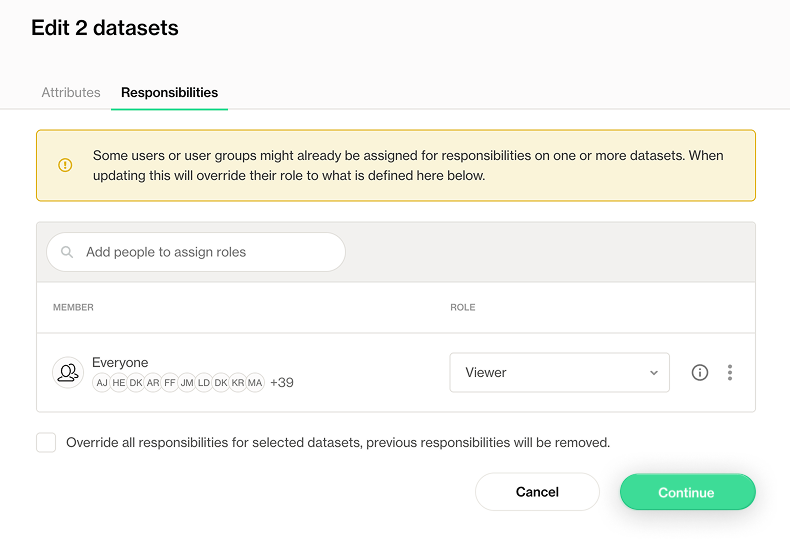 Edit 2 datasets
Attributes Responsibilities
Some users or user groups might already be assigned for responsibilities on one or more datasets. When
updating this will override their role to what is defined here below.
Add people to assign roles
MEMBER ROLE
Everyone
AJ HE DK AR FF JM LD DK KR MA +39
Viewer
Override all responsibilities for selected datasets, previous responsibilities will be removed.
Cancel Continue